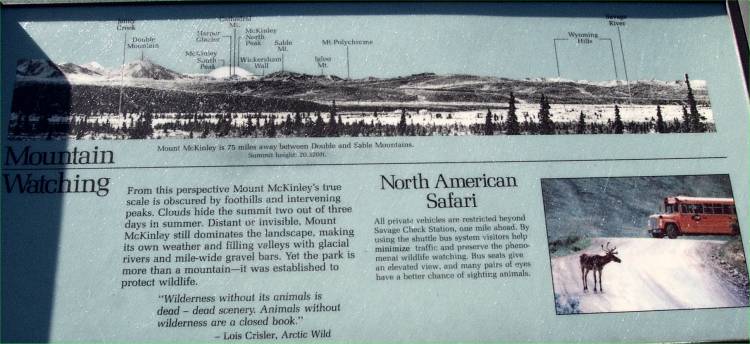 Jenny
Creek
Double
Mountain
Harper
Glacier
Cathedral
Mt.
McKinley
North
Peak
McKinley
South
Peak
Wickersham
Wall
Sable
Mt.
Igloo
Mt.
Mt. Polychrome
Wyoming
Hills
Savage
River
Mount McKinley is 75 miles away between Double and Sable Mountains.
Summit height: 20,320ft.
Mountain
Watching
From this perspective Mount McKinley's true
scale is obscured by foothills and intervening
peaks. Clouds hide the summit two out of three
days in summer. Distant or invisible, Mount
McKinley still dominates the landscape, making
its own weather and filling valleys with glacial
rivers and mile-wide gravel bars. Yet the park is
more than a mountain—it was established to
protect wildlife.
"Wilderness without its animals is
dead – dead scenery. Animals without
wilderness are a closed book."
– Lois Crisler, Arctic Wild
North American
Safari
All private vehicles are restricted beyond
Savage Check Station, one mile ahead. By
using the shuttle bus system visitors help
minimize traffic and preserve the pheno-
menal wildlife watching. Bus seats give
an elevated view, and many pairs of eyes
have a better chance of sighting animals.